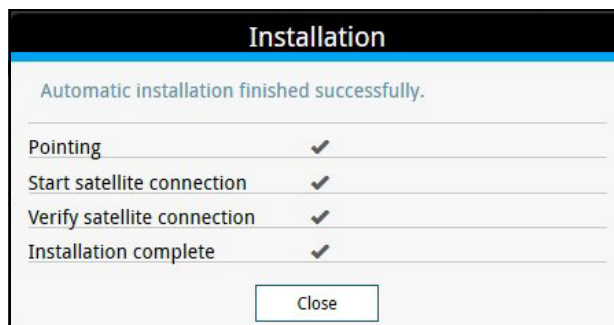 Installation
Automatic installation finished successfully.
Pointing ✔
Start satellite connection ✔
Verify satellite connection ✔
Installation complete ✔
Close